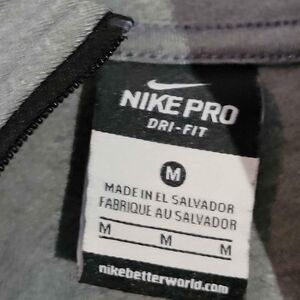 NIKE PRO
DRI-FIT
M
MADE IN EL SALVADOR
FABRIQUE AU SALVADOR
M M M
nikebetterworld.com